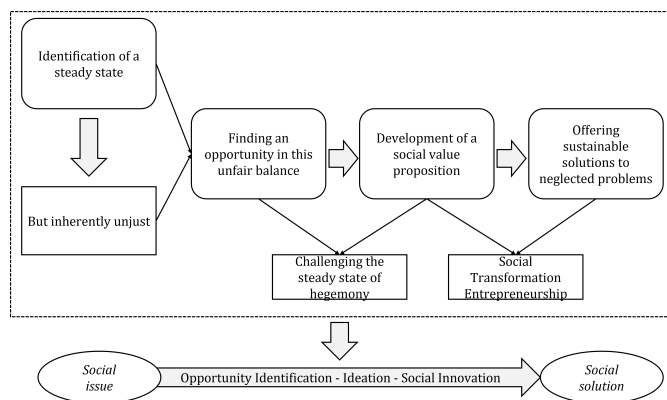 Identification of a
steady state
But inherently unjust
Finding an
opportunity in this
unfair balance
Development of a
social value
proposition
Offering
sustainable
solutions to
neglected problems
Challenging the
steady state of
hegemony
Social
Transformation
Entrepreneurship
Social
issue
Opportunity Identification - Ideation - Social Innovation
Social
solution